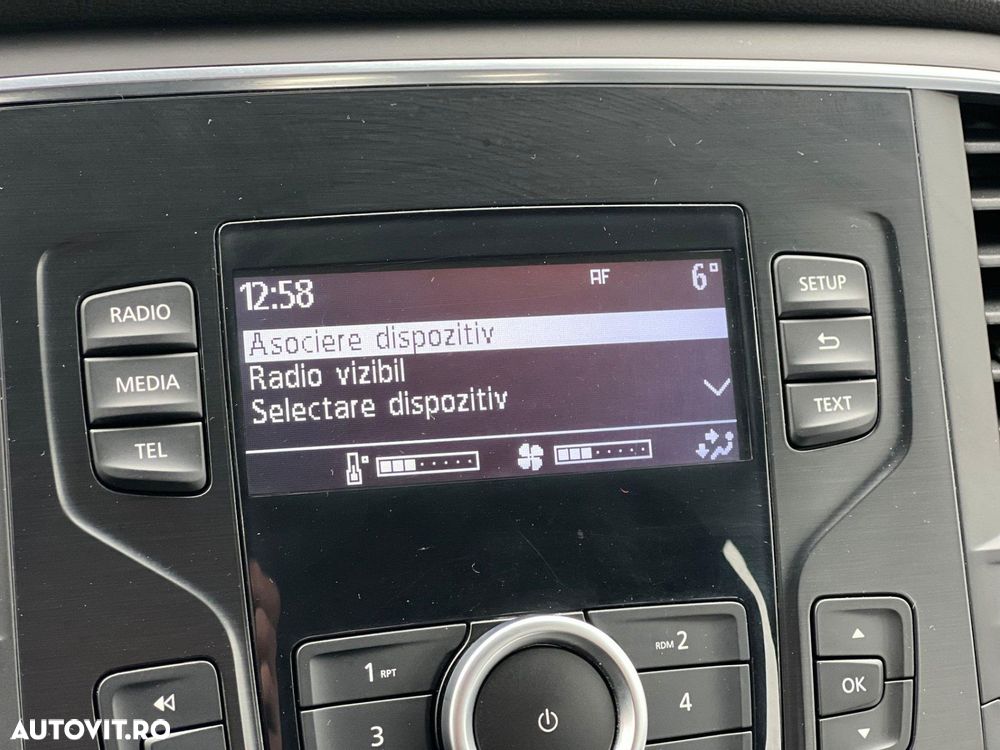 12:58 AF 6°
Asociere dispozitiv
Radio vizibil
Selectare dispozitiv
RADIO
MEDIA
TEL
SETUP
TEXT
1 RPT
RDM 2
3
4
OK
AUTOVIT.RO